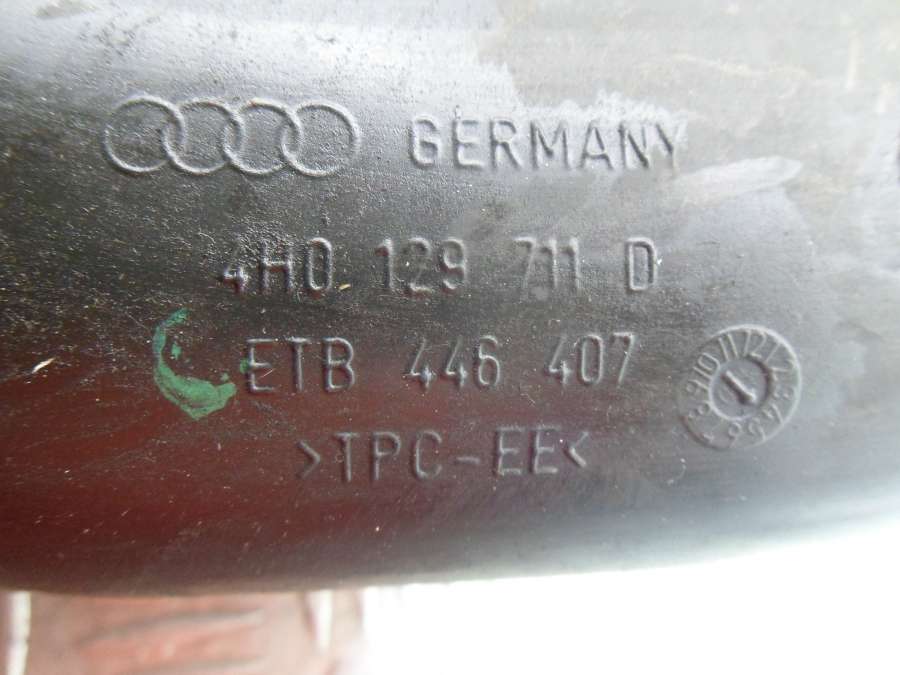 GERMANY
4H0 129 711 D
ETB 446 407
>TPC-EE<